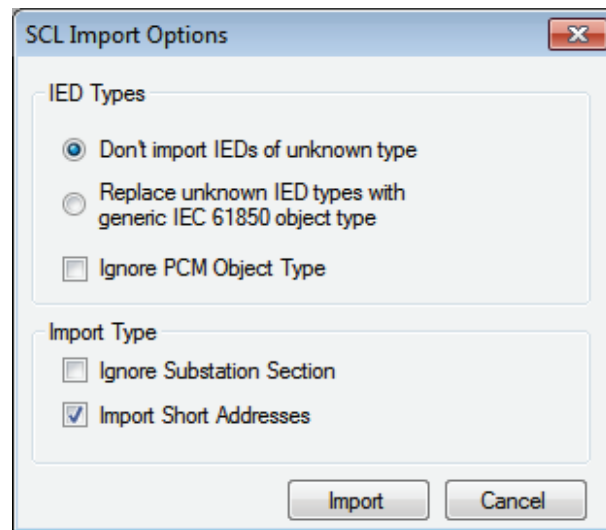 SCL Import Options
IED Types
Don't import IEDs of unknown type
Replace unknown IED types with
generic IEC 61850 object type
Ignore PCM Object Type
Import Type
Ignore Substation Section
Import Short Addresses
Import
Cancel